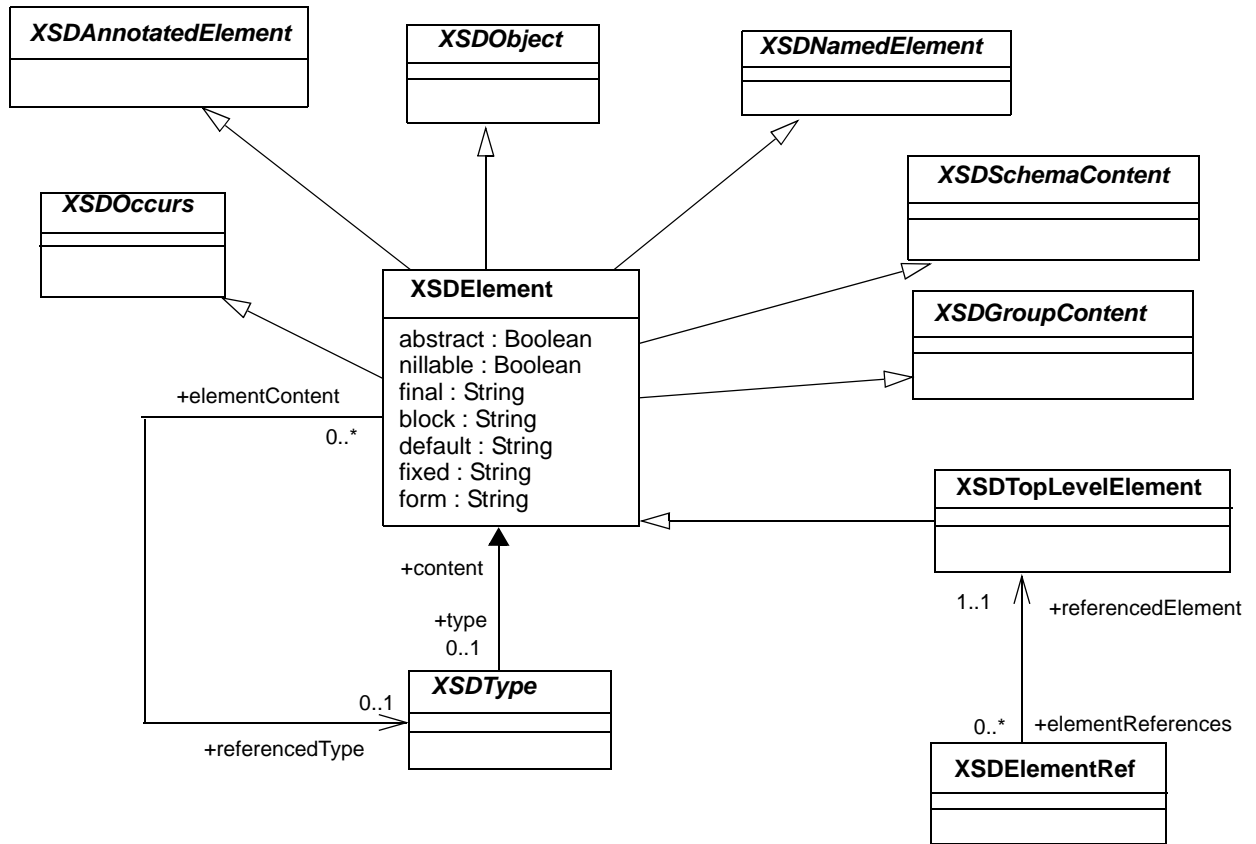 XSDAnnotatedElement
XSDObject
XSDNamedElement
XSDSchemaContent
XSDOccurs
XSDElement
XSDGroupContent
abstract : Boolean
nillable : Boolean
final : String
block : String
default : String
fixed : String
form : String
+elementContent
0..*
XSDTopLevelElement
+content
1..1
+referencedElement
+type
0..1
XSDType
0..1
+referencedType
0..*
+elementReferences
XSDElementRef